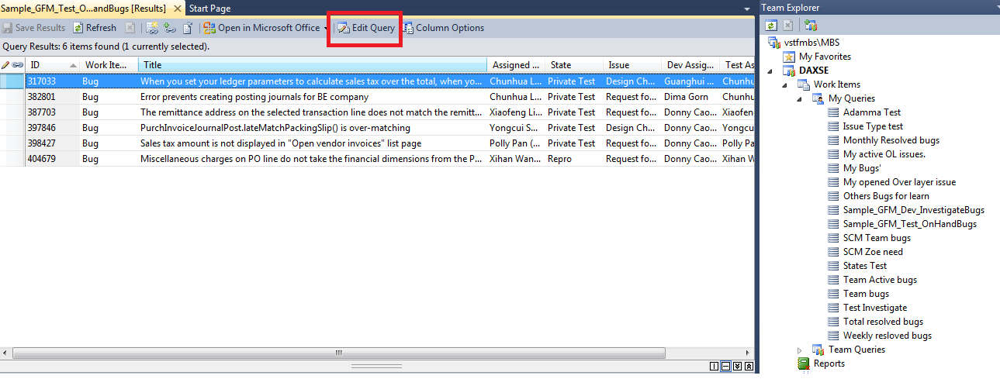 Sample_GFM_Test_O...andBugs [Results] Start Page
Save Results Refresh Open in Microsoft Office Edit Query Column Options
Query Results: 6 items found (1 currently selected).
ID Work Ite... Title Assigned ... State Issue Dev Assig... Test As
317033 Bug When you set your ledger parameters to calculate sales tax over the total, when yo... Chunhua L... Private Test Design Ch... Guanghui ... Chunhu
382801 Bug Error prevents creating posting journals for BE company Chunhua L... Private Test Request fo... Dima Gorn Chunhu
387703 Bug The remittance address on the selected transaction line does not match the remitt... Xiaofeng Li... Private Test Request fo... Donny Cao... Xiaofen
397846 Bug PurchInvoiceJournalPost.lateMatchPackingSlip() is over-matching Yongcui S... Private Test Design Ch... Donny Cao... Yongcui
398427 Bug Sales tax amount is not displayed in "Open vendor invoices" list page Polly Pan (... Private Test Request fo... Donny Cao... Polly Pa
404679 Bug Miscellaneous charges on PO line do not take the financial dimensions from the P... Xihan Wan... Repro Request fo... Donny Cao... Xihan W
Team Explorer
vstfmbs\MBS
My Favorites
DAXSE
Work Items
My Queries
Adamma Test
Issue Type test
Monthly Resolved bugs
My active OL issues.
My Bugs'
My opened Over layer issue
Others Bugs for learn
Sample_GFM_Dev_InvestigateBugs
Sample_GFM_Test_OnHandBugs
SCM Team bugs
SCM Zoe need
States Test
Team Active bugs
Team bugs
Test Investigate
Total resolved bugs
Weekly resloved bugs
Team Queries
Reports